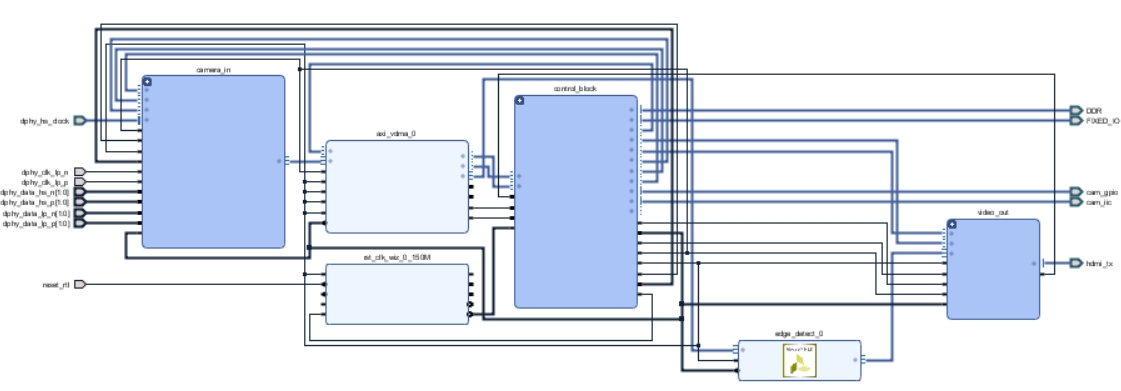 camera_in
control_block
dphy_hs_clock
axi_vdma_0
DDR
FIXED_IO
dphy_clk_lp_n
dphy_clk_lp_p
dphy_data_hs_n[1:0]
dphy_data_hs_p[1:0]
dphy_data_lp_n[1:0]
dphy_data_lp_p[1:0]
cam_gpio
cam_iic
video_out
rst_clk_wiz_0_150M
hdmi_tx
reset_rtl
edge_detect_0